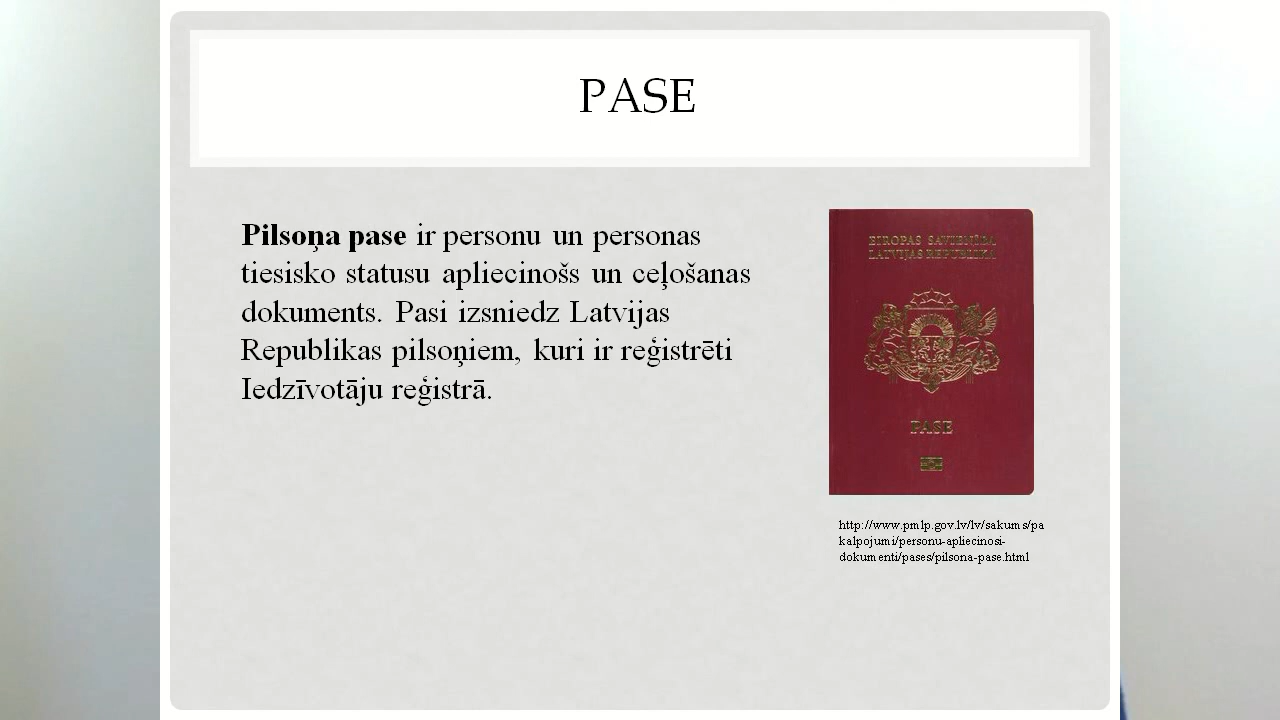 PASE
Pilsoņa pase ir personu un personas
tiesisko statusu apliecinošs un ceļošanas
dokuments. Pasi izsniedz Latvijas
Republikas pilsoņiem, kuri ir reģistrēti
Iedzīvotāju reģistrā.
EIROPAS SAVIENĪBA
LATVIJAS REPUBLIKA
PASE
http://www.pmlp.gov.lv/lv/sakums/pa
kalpojumi/personu-apliecinosi-
dokumenti/pases/pilsona-pase.html